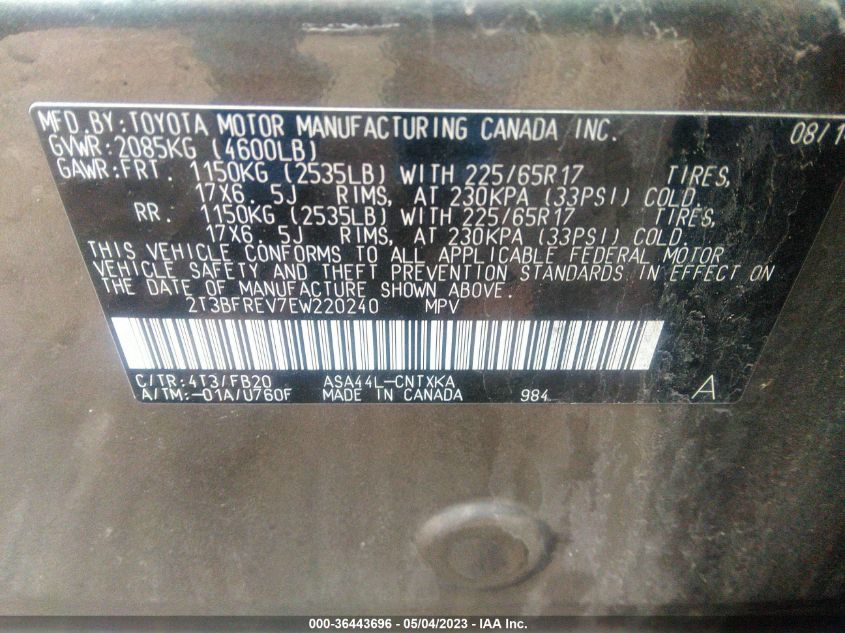 MFD. BY: TOYOTA MOTOR MANUFACTURING CANADA INC. 08/1
GVWR: 2085KG (4600LB)
GAWR: FRT. 1150KG (2535LB) WITH 225/65R17 TIRES,
17X6. 5J RIMS, AT 230KPA (33PSI) COLD.
RR. 1150KG (2535LB) WITH 225/65R17 TIRES,
17X6. 5J RIMS, AT 230KPA (33PSI) COLD.
THIS VEHICLE CONFORMS TO ALL APPLICABLE FEDERAL MOTOR
VEHICLE SAFETY AND THEFT PREVENTION STANDARDS IN EFFECT ON
THE DATE OF MANUFACTURE SHOWN ABOVE.
2T3BFREV7EW220240 MPV
C/TR: 4T3/FB20 ASA44L-CNTXKA A
A/TM: -01A/U760F MADE IN CANADA 984
000-36443696 - 05/04/2023 - IAA Inc.